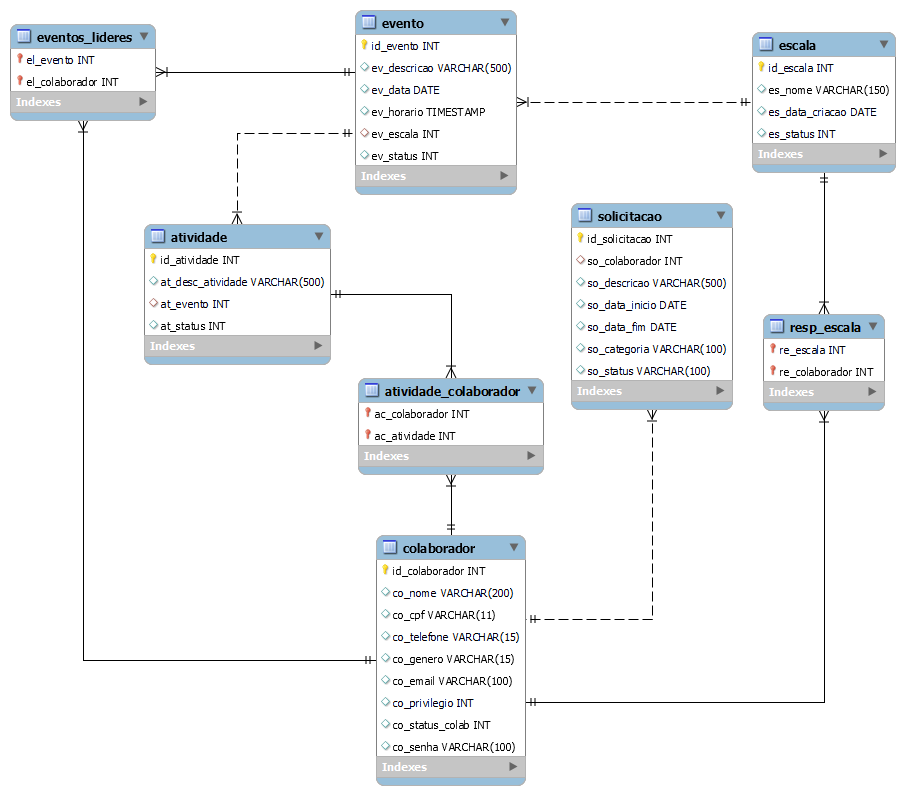 eventos_lideres
el_evento INT
el_colaborador INT
Indexes
evento
id_evento INT
ev_descricao VARCHAR(500)
ev_data DATE
ev_horario TIMESTAMP
ev_escala INT
ev_status INT
Indexes
escala
id_escala INT
es_nome VARCHAR(150)
es_data_criacao DATE
es_status INT
Indexes
atividade
id_atividade INT
at_desc_atividade VARCHAR(500)
at_evento INT
at_status INT
Indexes
solicitacao
id_solicitacao INT
so_colaborador INT
so_descricao VARCHAR(500)
so_data_inicio DATE
so_data_fim DATE
so_categoria VARCHAR(100)
so_status VARCHAR(100)
Indexes
resp_escala
re_escala INT
re_colaborador INT
Indexes
atividade_colaborador
ac_colaborador INT
ac_atividade INT
Indexes
colaborador
id_colaborador INT
co_nome VARCHAR(200)
co_cpf VARCHAR(11)
co_telefone VARCHAR(15)
co_genero VARCHAR(15)
co_email VARCHAR(100)
co_privilegio INT
co_status_colab INT
co_senha VARCHAR(100)
Indexes